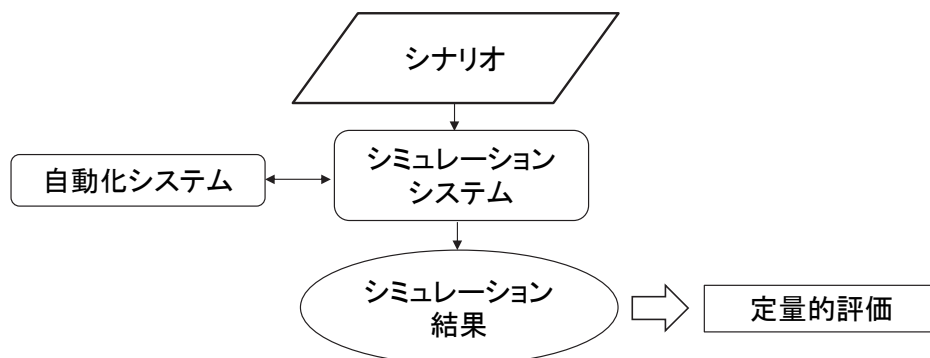 シナリオ
自動化システム
シミュレーション
システム
シミュレーション
結果
定量的評価